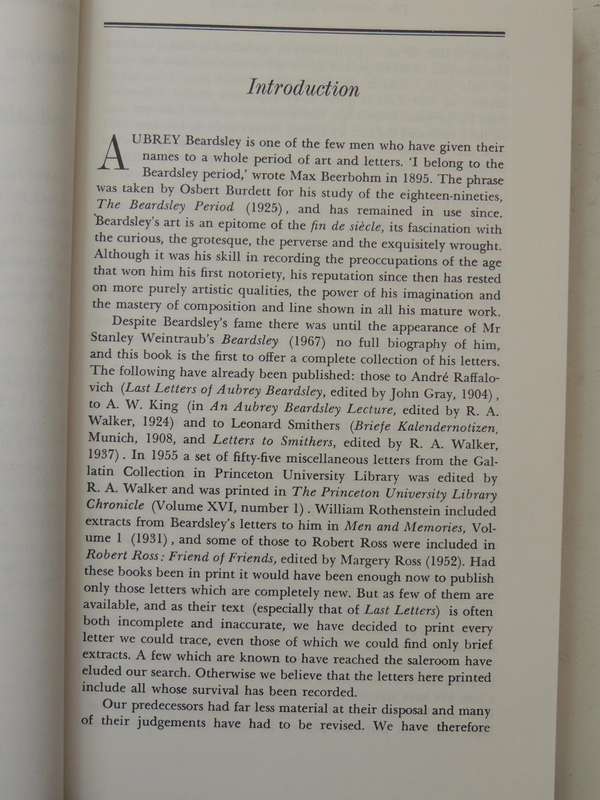 Introduction
AUBREY Beardsley is one of the few men who have given their
names to a whole period of art and letters. 'I belong to the
Beardsley period,' wrote Max Beerbohm in 1895. The phrase
was taken by Osbert Burdett for his study of the eighteen-nineties,
The Beardsley Period (1925), and has remained in use since.
Beardsley's art is an epitome of the fin de siècle, its fascination with
the curious, the grotesque, the perverse and the exquisitely wrought.
Although it was his skill in recording the preoccupations of the age
that won him his first notoriety, his reputation since then has rested
on more purely artistic qualities, the power of his imagination and
the mastery of composition and line shown in all his mature work.
Despite Beardsley's fame there was until the appearance of Mr
Stanley Weintraub's Beardsley (1967) no full biography of him,
and this book is the first to offer a complete collection of his letters.
The following have already been published: those to André Raffalo-
vich (Last Letters of Aubrey Beardsley, edited by John Gray, 1904),
to A. W. King (in An Aubrey Beardsley Lecture, edited by R. A.
Walker, 1924) and to Leonard Smithers (Briefe Kalendernotizen,
Munich, 1908, and Letters to Smithers, edited by R. A. Walker,
1937). In 1955 a set of fifty-five miscellaneous letters from the Gal-
latin Collection in Princeton University Library was edited by
R. A. Walker and was printed in The Princeton University Library
Chronicle (Volume XVI, number 1). William Rothenstein included
extracts from Beardsley's letters to him in Men and Memories, Vol-
ume 1 (1931), and some of those to Robert Ross were included in
Robert Ross: Friend of Friends, edited by Margery Ross (1952). Had
these books been in print it would have been enough now to publish
only those letters which are completely new. But as few of them are
available, and as their text (especially that of Last Letters) is often
both incomplete and inaccurate, we have decided to print every
letter we could trace, even those of which we could find only brief
extracts. A few which are known to have reached the saleroom have
eluded our search. Otherwise we believe that the letters here printed
include all whose survival has been recorded.
Our predecessors had far less material at their disposal and many
of their judgements have had to be revised. We have therefore